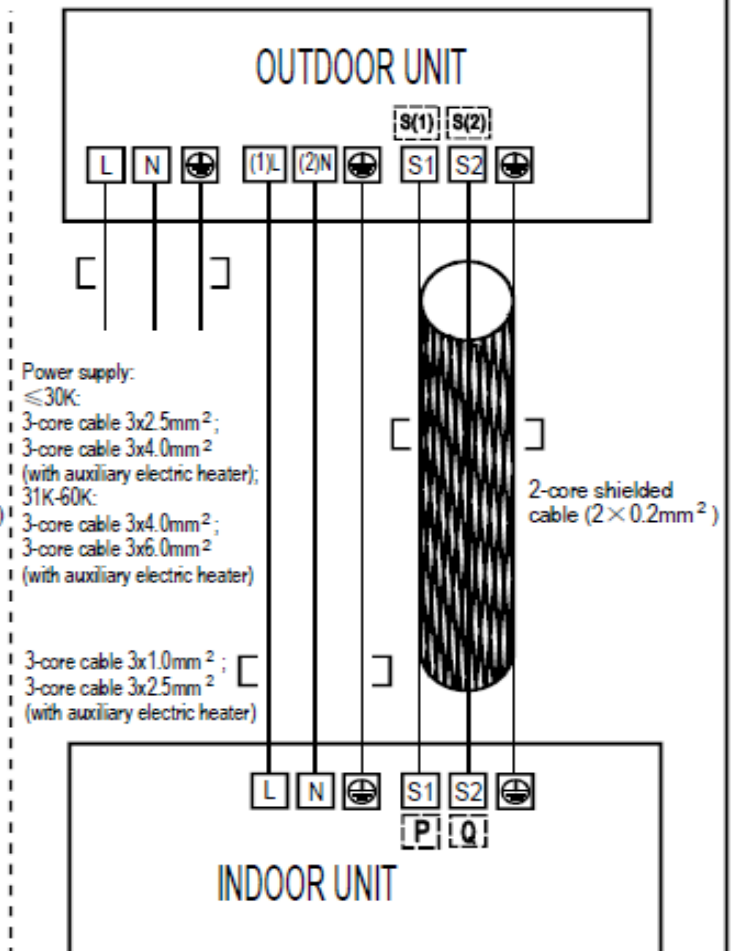 OUTDOOR UNIT
S(1) S(2)
L N (1)L (2)N S1 S2
Power supply:
≤30K:
3-core cable 3x2.5mm²;
3-core cable 3x4.0mm²
(with auxiliary electric heater);
31K-60K:
3-core cable 3x4.0mm²;
3-core cable 3x6.0mm²
(with auxiliary electric heater)
2-core shielded
cable (2×0.2mm²)
3-core cable 3x1.0mm²;
3-core cable 3x2.5mm²
(with auxiliary electric heater)
L N S1 S2
P Q
INDOOR UNIT